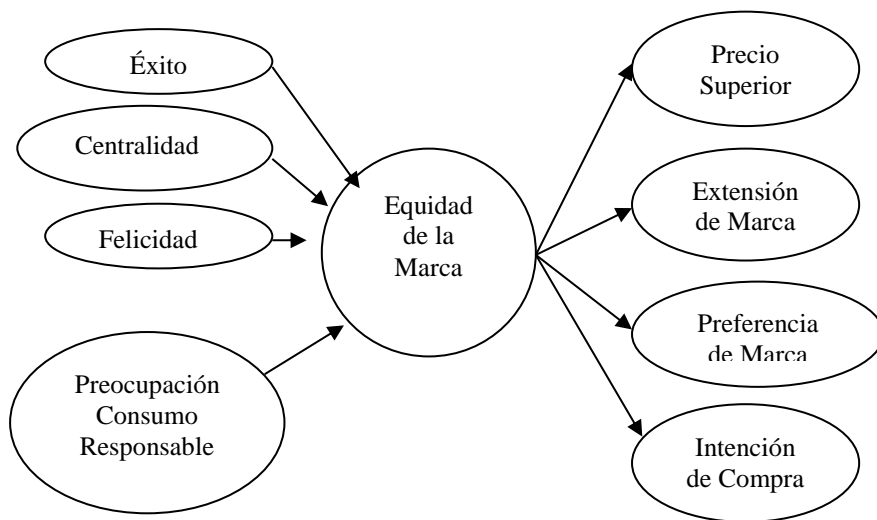 Éxito
Centralidad
Felicidad
Preocupación
Consumo
Responsable
Equidad
de la
Marca
Precio
Superior
Extensión
de Marca
Preferencia
de Marca
Intención
de Compra